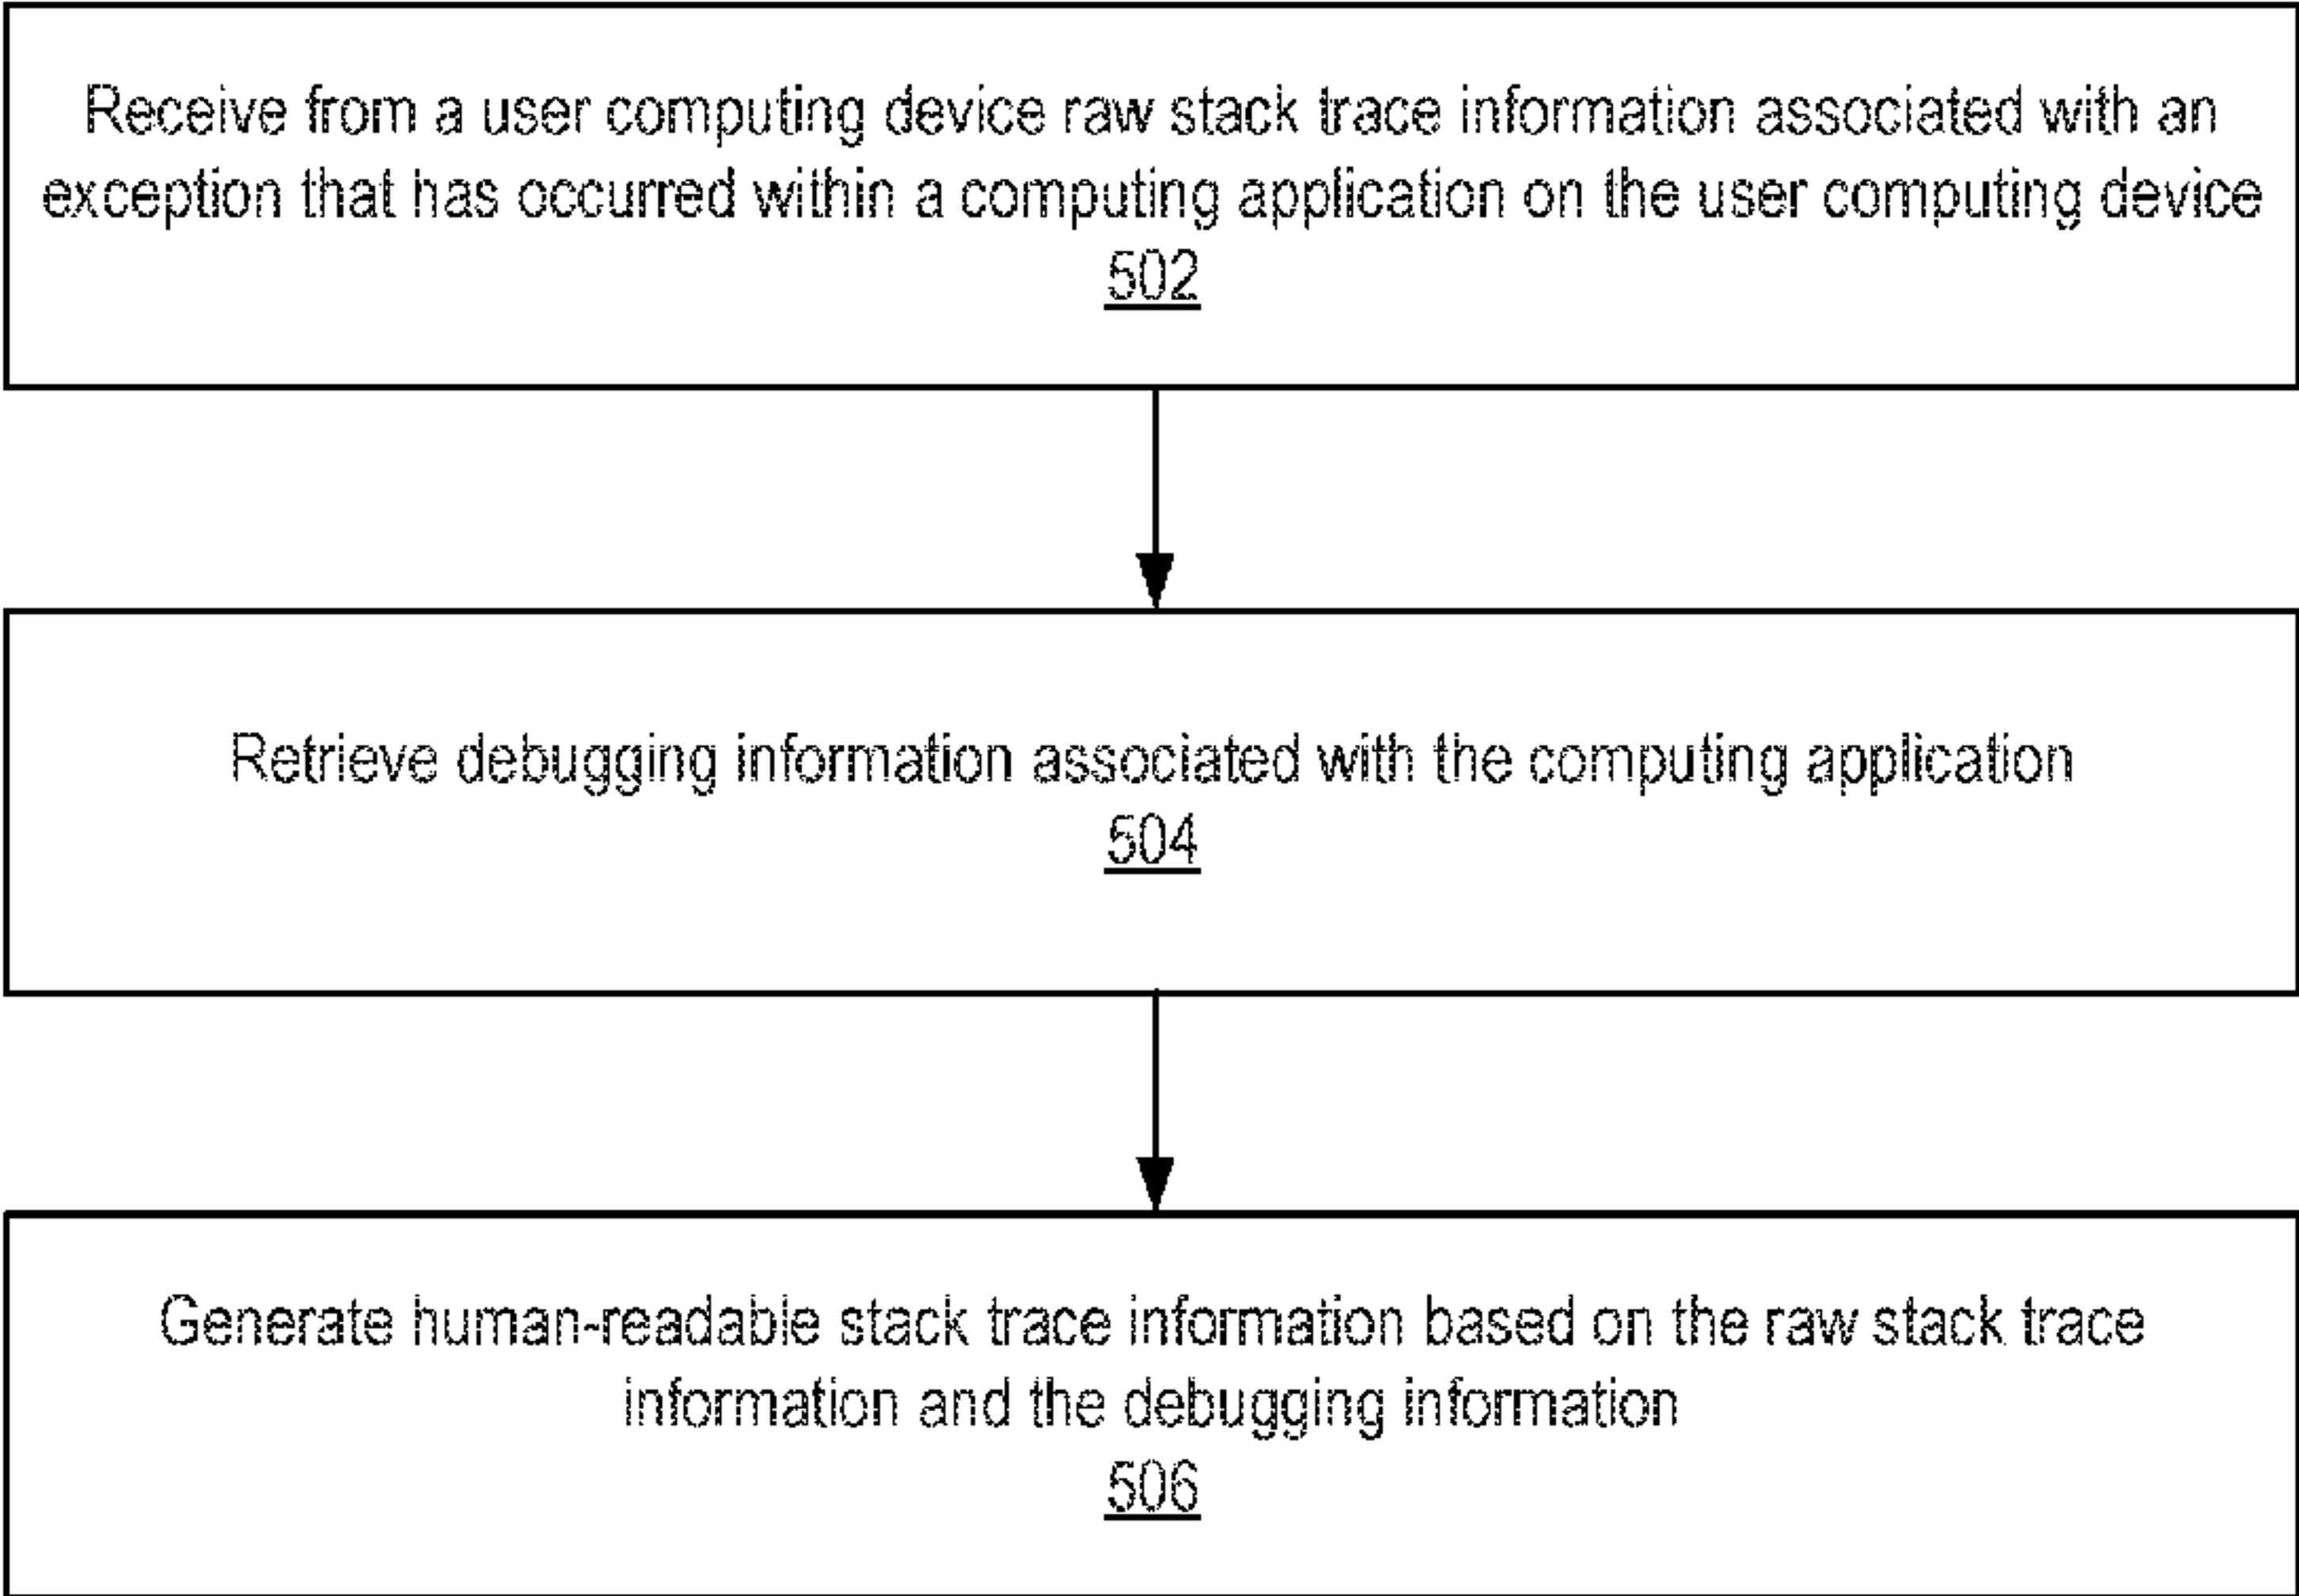 Receive from a user computing device raw stack trace information associated with an
exception that has occurred within a computing application on the user computing device
502
Retrieve debugging information associated with the computing application
504
Generate human-readable stack trace information based on the raw stack trace
information and the debugging information
506